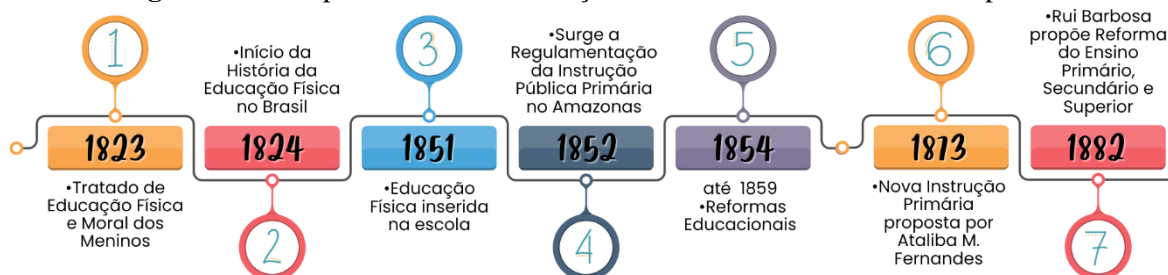 1
1823
•Tratado de
Educação Física
e Moral dos
Meninos
•Início da
História da
Educação Física
no Brasil
1824
2
3
1851
•Educação
Física inserida
na escola
•Surge a
Regulamentação
da Instrução
Pública Primária
no Amazonas
1852
4
5
1854
até 1859
•Reformas
Educacionais
6
1873
•Nova Instrução
Primária
proposta por
Ataliba M.
Fernandes
•Rui Barbosa
propõe Reforma
do Ensino
Primário,
Secundário e
Superior
1882
7